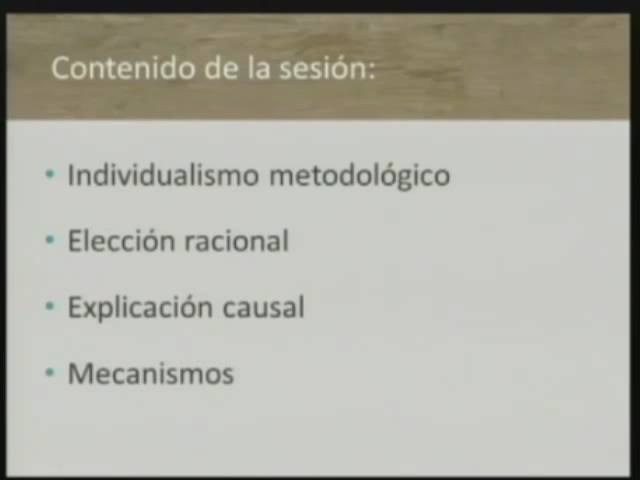 Contenido de la sesión:
• Individualismo metodológico
• Elección racional
• Explicación causal
• Mecanismos